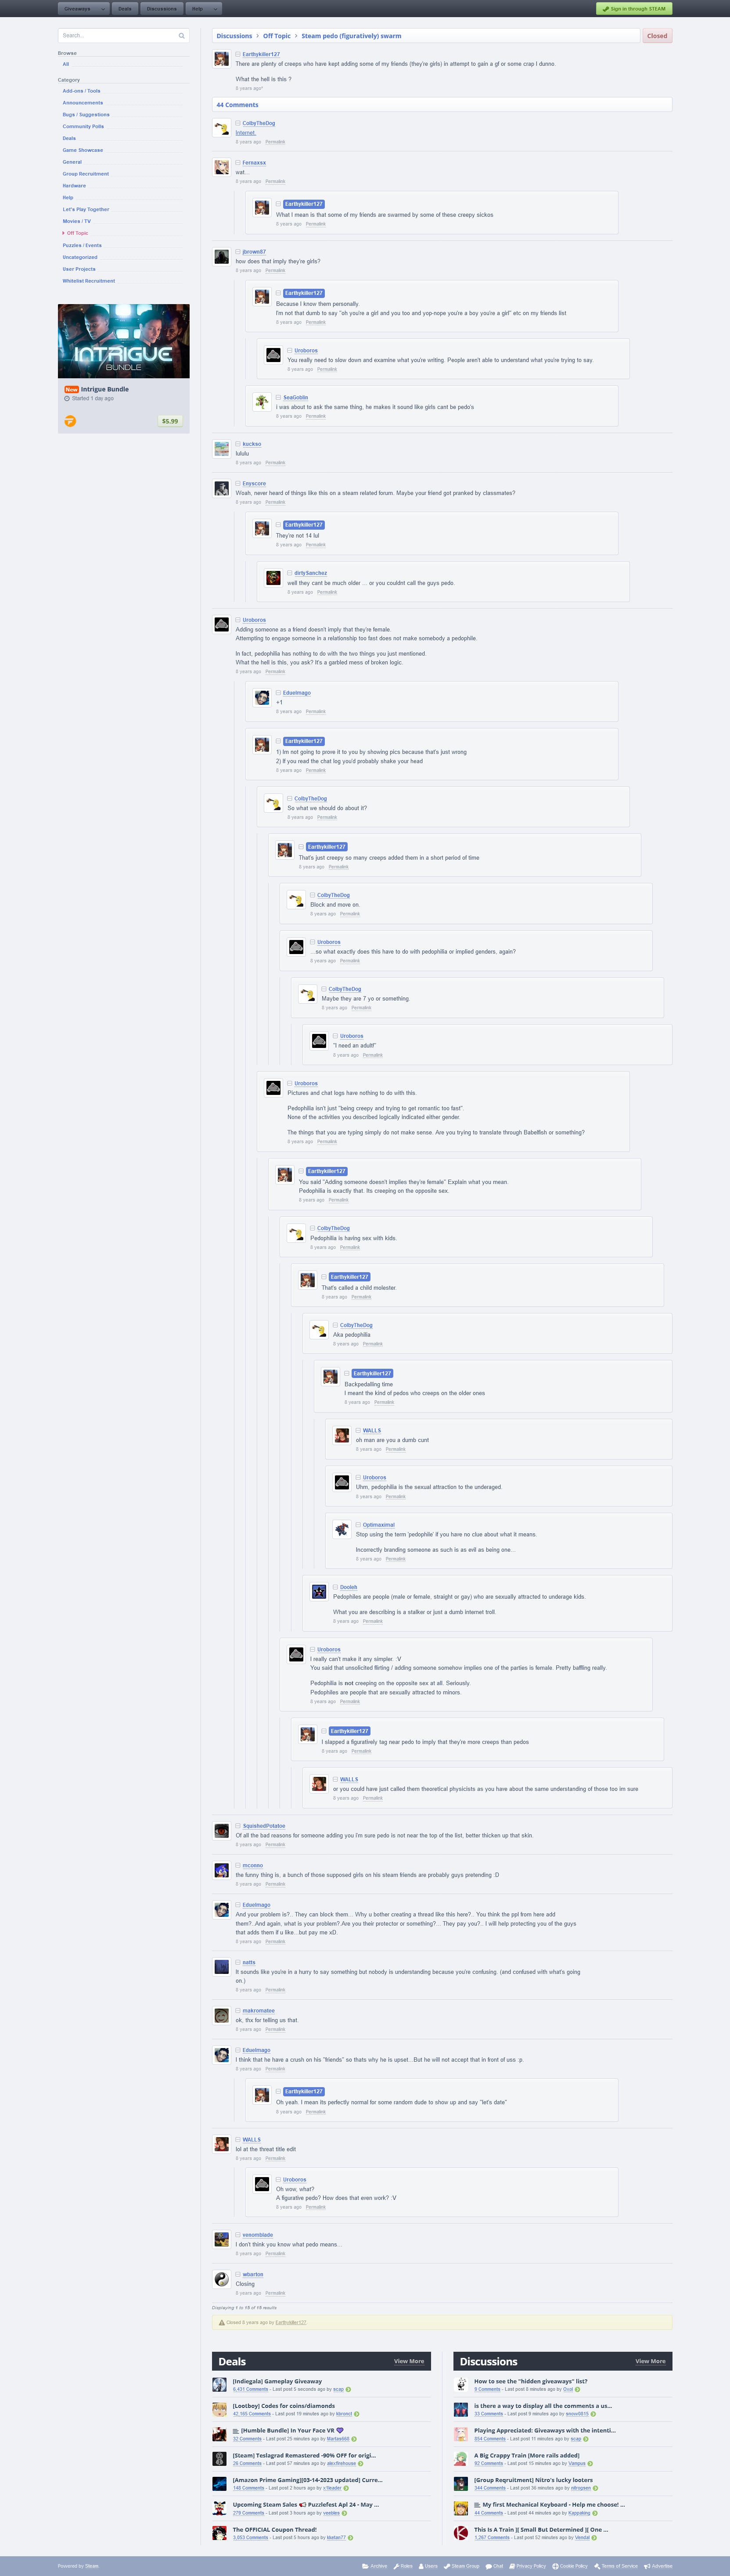 Giveaways
Deals
Discussions
Help
Sign in through STEAM
Search...
Browse
All
Category
Add-ons / Tools
Announcements
Bugs / Suggestions
Community Polls
Deals
Game Showcase
General
Group Recruitment
Hardware
Help
Let's Play Together
Movies / TV
Off Topic
Puzzles / Events
Uncategorized
User Projects
Whitelist Recruitment
INTRIGUE
BUNDLE
New Intrigue Bundle
Started 1 day ago
$5.99
Discussions > Off Topic > Steam pedo (figuratively) swarm
Closed
Earthykiller127
There are plenty of creeps who have kept adding some of my friends (they're girls) in attempt to gain a gf or some crap I dunno.
What the hell is this ?
8 years ago*
44 Comments
ColbyTheDog
Internet.
8 years ago Permalink
Fernaxsx
wat...
8 years ago Permalink
Earthykiller127
What I mean is that some of my friends are swarmed by some of these creepy sickos
8 years ago Permalink
jbrown87
how does that imply they're girls?
8 years ago Permalink
Earthykiller127
Because I know them personally.
I'm not that dumb to say "oh you're a girl and you too and yop-nope you're a boy you're a girl" etc on my friends list
8 years ago Permalink
Uroboros
You really need to slow down and examine what you're writing. People aren't able to understand what you're trying to say.
8 years ago Permalink
SeaGoblin
I was about to ask the same thing, he makes it sound like girls cant be pedo's
8 years ago Permalink
kuckso
lululu
8 years ago Permalink
Enyscore
Woah, never heard of things like this on a steam related forum. Maybe your friend got pranked by classmates?
8 years ago Permalink
Earthykiller127
They're not 14 lul
8 years ago Permalink
dirtySanchez
well they cant be much older ... or you couldnt call the guys pedo.
8 years ago Permalink
Uroboros
Adding someone as a friend doesn't imply that they're female.
Attempting to engage someone in a relationship too fast does not make somebody a pedophile.
In fact, pedophilia has nothing to do with the two things you just mentioned.
What the hell is this, you ask? It's a garbled mess of broken logic.
8 years ago Permalink
EdueImago
+1
8 years ago Permalink
Earthykiller127
1) Im not going to prove it to you by showing pics because that's just wrong
2) If you read the chat log you'd probably shake your head
8 years ago Permalink
ColbyTheDog
So what we should do about it?
8 years ago Permalink
Earthykiller127
That's just creepy so many creeps added them in a short period of time
8 years ago Permalink
ColbyTheDog
Block and move on.
8 years ago Permalink
Uroboros
...so what exactly does this have to do with pedophilia or implied genders, again?
8 years ago Permalink
ColbyTheDog
Maybe they are 7 yo or something.
8 years ago Permalink
Uroboros
"I need an adult!"
8 years ago Permalink
Uroboros
Pictures and chat logs have nothing to do with this.
Pedophilia isn't just "being creepy and trying to get romantic too fast".
None of the activities you described logically indicated either gender.
The things that you are typing simply do not make sense. Are you trying to translate through Babelfish or something?
8 years ago Permalink
Earthykiller127
You said "Adding someone doesn't implies they're female" Explain what you mean.
Pedophilia is exactly that. Its creeping on the opposite sex.
8 years ago Permalink
ColbyTheDog
Pedophilia is having sex with kids.
8 years ago Permalink
Earthykiller127
That's called a child molester.
8 years ago Permalink
ColbyTheDog
Aka pedophilia
8 years ago Permalink
Earthykiller127
Backpedalling time
I meant the kind of pedos who creeps on the older ones
8 years ago Permalink
WALLS
oh man are you a dumb cunt
8 years ago Permalink
Uroboros
Uhm, pedophilia is the sexual attraction to the underaged.
8 years ago Permalink
Optimaximal
Stop using the term 'pedophile' if you have no clue about what it means.
Incorrectly branding someone as such is as evil as being one...
8 years ago Permalink
Dooteh
Pedophiles are people (male or female, straight or gay) who are sexually attracted to underage kids.
What you are describing is a stalker or just a dumb internet troll.
8 years ago Permalink
Uroboros
I really can't make it any simpler. :V
You said that unsolicited flirting / adding someone somehow implies one of the parties is female. Pretty baffling really.
Pedophilia is not creeping on the opposite sex at all. Seriously.
Pedophiles are people that are sexually attracted to minors.
8 years ago Permalink
Earthykiller127
I slapped a figuratively tag near pedo to imply that they're more creeps than pedos
8 years ago Permalink
WALLS
or you could have just called them theoretical physicists as you have about the same understanding of those too im sure
8 years ago Permalink
SquishedPotatoe
Of all the bad reasons for someone adding you I'm sure pedo is not near the top of the list, better thicken up that skin.
8 years ago Permalink
mconno
the funny thing is, a bunch of those supposed girls on his steam friends are probably guys pretending :D
8 years ago Permalink
EdueImago
And your problem is?.. They can block them... Why u bother creating a thread like this here?.. You think the ppl from here add
them?. And again, what is your problem? Are you their protector or something?... They pay you?.. I will help protecting you of the guys
that adds them if u like...but pay me xD.
8 years ago Permalink
natts
It sounds like you're in a hurry to say something but nobody is understanding because you're confusing. (and confused with what's going
on.)
8 years ago Permalink
makromatee
ok, thx for telling us that.
8 years ago Permalink
EdueImago
I think that he have a crush on his "friends" so thats why he is upset...But he will not accept that in front of uss :p.
8 years ago Permalink
Earthykiller127
Oh yeah. I mean its perfectly normal for some random dude to show up and say "let's date"
8 years ago Permalink
WALLS
lol at the threat title edit
8 years ago Permalink
Uroboros
Oh wow, what?
A figurative pedo? How does that even work? :V
8 years ago Permalink
venomblade
I don't think you know what pedo means...
8 years ago Permalink
wbarton
Closing
8 years ago Permalink
Closed 8 years ago by Earthykiller127
Deals View More
[Indiegala] Gameplay Giveaway
6,431 Comments - Last post 5 seconds ago by scap
[Lootboy] Codes for coins/diamonds
42,165 Comments - Last post 19 minutes ago by kbronct
[Humble Bundle] In Your Face VR 💜
32 Comments - Last post 25 minutes ago by Martas666
[Steam] Teslagrad Remastered -90% OFF for origi...
26 Comments - Last post 57 minutes ago by alexfirehouse
[Amazon Prime Gaming][03-14-2023 updated] Curre...
148 Comments - Last post 2 hours ago by c1leader
Upcoming Steam Sales 📢 Puzzlefest Apl 24 - May ...
279 Comments - Last post 3 hours ago by veebles
The OFFICIAL Coupon Thread!
3,053 Comments - Last post 5 hours ago by bkatan77
Discussions View More
How to see the "hidden giveaways" list?
9 Comments - Last post 8 minutes ago by Oxol
is there a way to display all the comments a us...
33 Comments - Last post 9 minutes ago by
Playing Appreciated: Giveaways with the intenti...
854 Comments - Last post 11 minutes ago by scap
A Big Crappy Train [More rails added]
92 Comments - Last post 25 minutes ago by Vampus
[Group Reqruitment] Nitro's lucky looters
344 Comments - Last post 36 minutes ago by nitrogsen
My first Mechanical Keyboard - Help me choose! ...
44 Comments - Last post 44 minutes ago by Kappaking
This Is A Train )( Small But Determined )( One ...
1,267 Comments - Last post 52 minutes ago by Vendal
Powered by Steam
Archive Rules Users Steam Group Chat Privacy Policy Cookie Policy Terms of Service Advertise